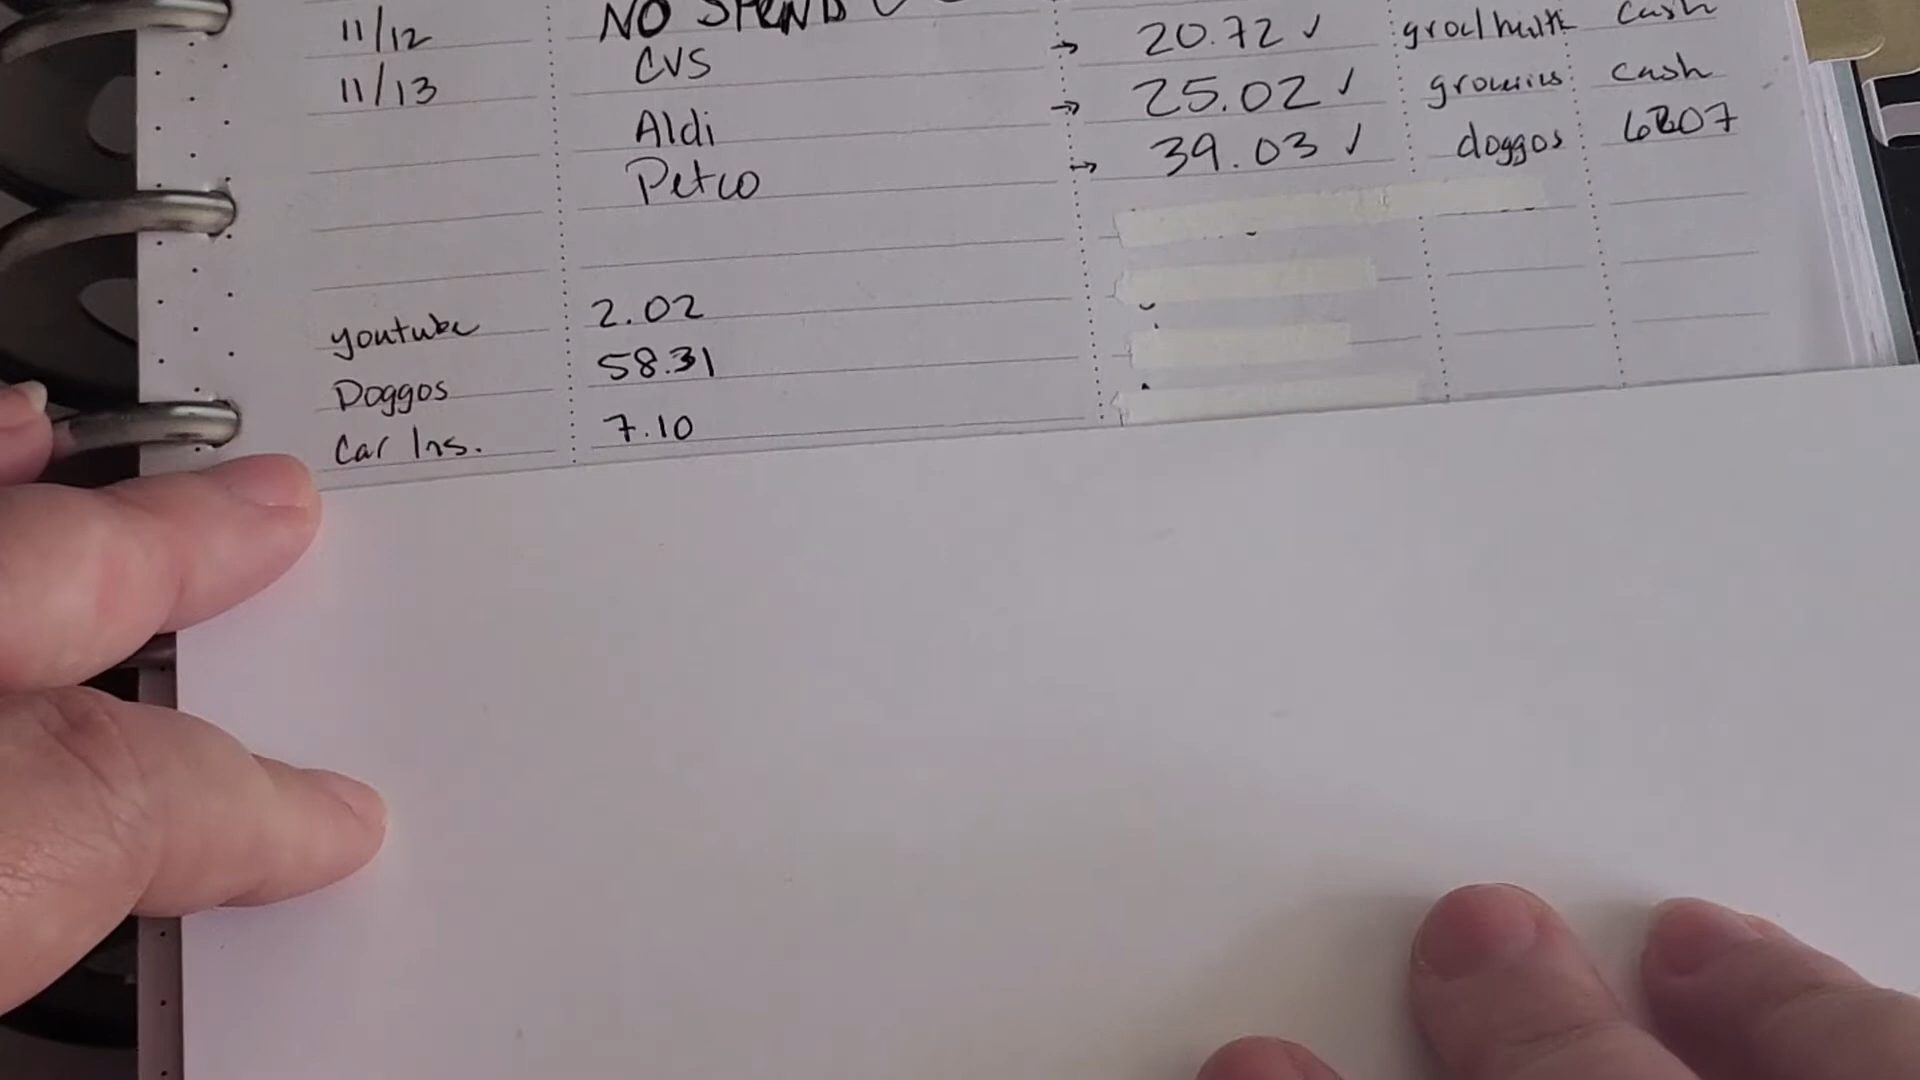 11/12 NO SPEND
11/13 CVS → 20.72 ✓ groc/health cash
Aldi → 25.02 ✓ groceries cash
Petco → 39.03 ✓ doggos
youtube 2.02
Doggos 58.31
Car Ins. 7.10